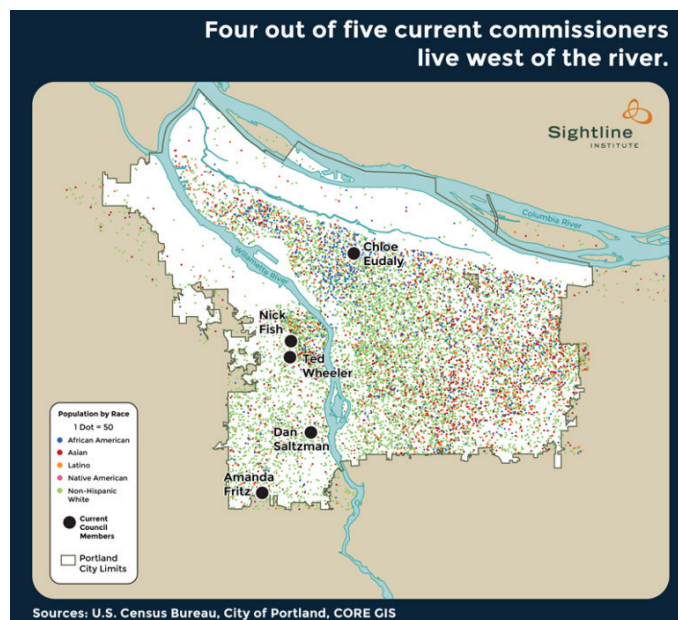 Four out of five current commissioners
live west of the river.
Sightline
INSTITUTE
Columbia River
Willamette River
Chloe
Eudaly
Nick
Fish
Ted
Wheeler
Dan
Saltzman
Amanda
Fritz
Population by Race
1 Dot = 50
African American
Asian
Latino
Native American
Non-Hispanic
White
Current
Council
Members
Portland
City Limits
Sources: U.S. Census Bureau, City of Portland, CORE GIS